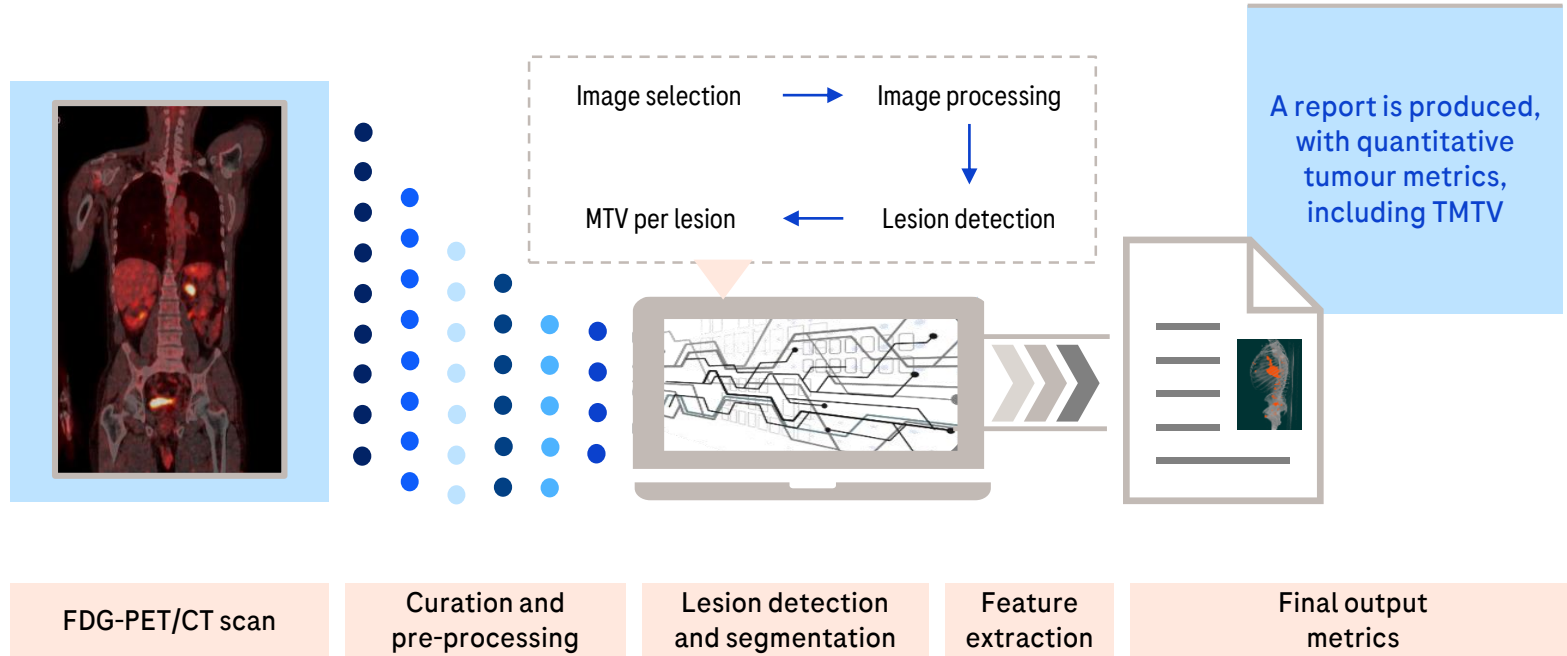 Image selection
Image processing
MTV per lesion
Lesion detection
A report is produced,
with quantitative
tumour metrics,
including TMTV
FDG-PET/CT scan
Curation and
pre-processing
Lesion detection
and segmentation
Feature
extraction
Final output
metrics